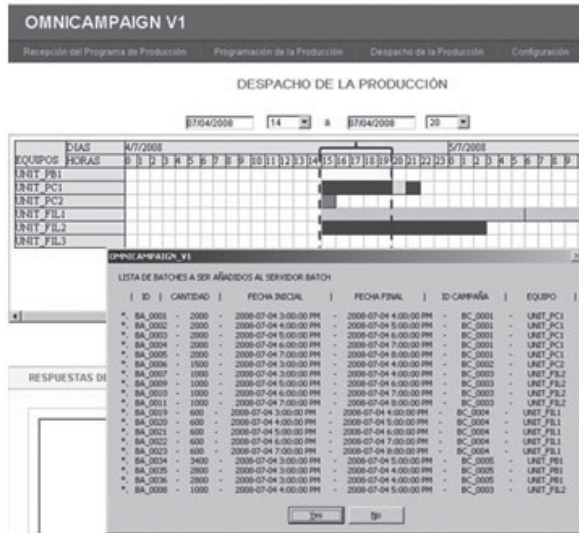 OMNICAMPAIGN V1
Recepción del Programa de Producción Programación de la Producción Despacho de la Producción Configuración
DESPACHO DE LA PRODUCCIÓN
07/04/2008 14 a 07/04/2008 20
DIAS 4/7/2008 5/7/2008
EQUIPOS HORAS 0 1 2 3 4 5 6 7 8 9 10 11 12 13 14 15 16 17 18 19 20 21 22 23 0 1 2 3 4 5 6 7 8 9
UNIT_PB1
UNIT_PC1
UNIT_PC2
UNIT_FIL1
UNIT_FIL2
UNIT_FIL3
OMNICAMPAIGN_V1
LISTA DE BATCHES A SER AÑADIDOS AL SERVIDOR BATCH
| ID | CANTIDAD | FECHA INICIAL | FECHA FINAL | ID CAMPAÑA | EQUIPO |
*. BA_0001 - 2000 - 2008-07-04 3:00:00 PM - 2008-07-04 4:00:00 PM - BC_0001 - UNIT_PC1
*. BA_0002 - 2000 - 2008-07-04 4:00:00 PM - 2008-07-04 5:00:00 PM - BC_0001 - UNIT_PC1
*. BA_0003 - 2000 - 2008-07-04 5:00:00 PM - 2008-07-04 6:00:00 PM - BC_0001 - UNIT_PC1
*. BA_0004 - 2000 - 2008-07-04 6:00:00 PM - 2008-07-04 7:00:00 PM - BC_0001 - UNIT_PC1
*. BA_0005 - 2000 - 2008-07-04 7:00:00 PM - 2008-07-04 8:00:00 PM - BC_0001 - UNIT_PC1
*. BA_0006 - 1500 - 2008-07-04 3:00:00 PM - 2008-07-04 4:00:00 PM - BC_0002 - UNIT_PC2
*. BA_0007 - 1000 - 2008-07-04 3:00:00 PM - 2008-07-04 4:00:00 PM - BC_0003 - UNIT_FIL2
*. BA_0009 - 1000 - 2008-07-04 5:00:00 PM - 2008-07-04 6:00:00 PM - BC_0003 - UNIT_FIL2
*. BA_0010 - 1000 - 2008-07-04 6:00:00 PM - 2008-07-04 7:00:00 PM - BC_0003 - UNIT_FIL2
*. BA_0011 - 1000 - 2008-07-04 7:00:00 PM - 2008-07-04 8:00:00 PM - BC_0003 - UNIT_FIL2
*. BA_0019 - 600 - 2008-07-04 3:00:00 PM - 2008-07-04 4:00:00 PM - BC_0004 - UNIT_FIL1
*. BA_0020 - 600 - 2008-07-04 4:00:00 PM - 2008-07-04 5:00:00 PM - BC_0004 - UNIT_FIL1
*. BA_0021 - 600 - 2008-07-04 5:00:00 PM - 2008-07-04 6:00:00 PM - BC_0004 - UNIT_FIL1
*. BA_0022 - 600 - 2008-07-04 6:00:00 PM - 2008-07-04 7:00:00 PM - BC_0004 - UNIT_FIL1
*. BA_0023 - 600 - 2008-07-04 7:00:00 PM - 2008-07-04 8:00:00 PM - BC_0004 - UNIT_FIL1
*. BA_0034 - 3400 - 2008-07-04 3:00:00 PM - 2008-07-04 5:00:00 PM - BC_0005 - UNIT_PB1
*. BA_0035 - 2800 - 2008-07-04 3:00:00 PM - 2008-07-04 4:00:00 PM - BC_0005 - UNIT_PB1
*. BA_0036 - 2800 - 2008-07-04 3:00:00 PM - 2008-07-04 4:00:00 PM - BC_0005 - UNIT_PB1
*. BA_0008 - 1000 - 2008-07-04 4:00:00 PM - 2008-07-04 5:00:00 PM - BC_0003 - UNIT_FIL2
Yes No
RESPUESTAS DE